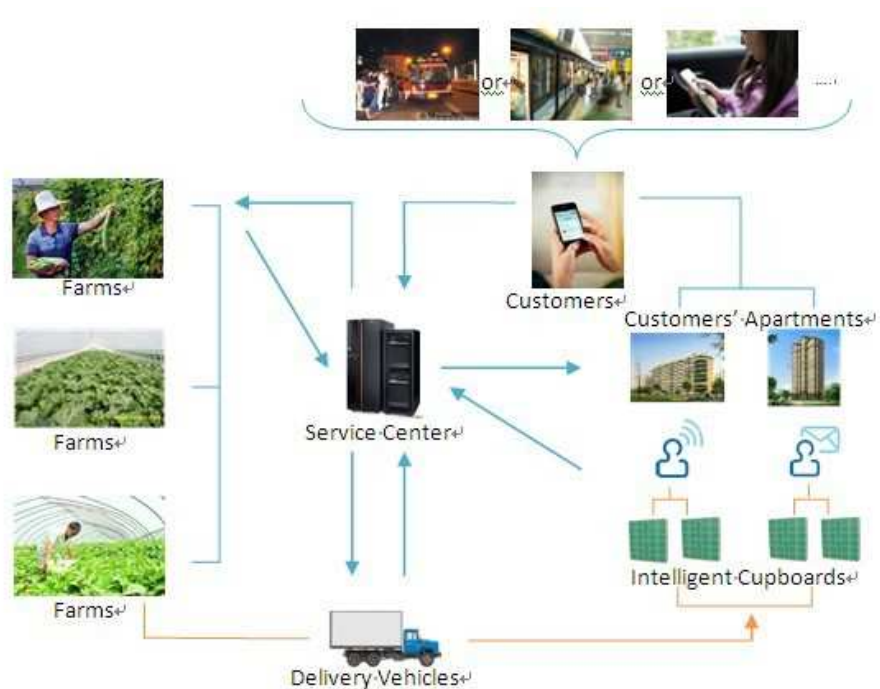 or↵ or↵ .....
Farms↵
Customers↵
Customers’·Apartments↵
Farms↵
Service·Center↵
Intelligent·Cupboards↵
Farms↵
Delivery·Vehicles↵